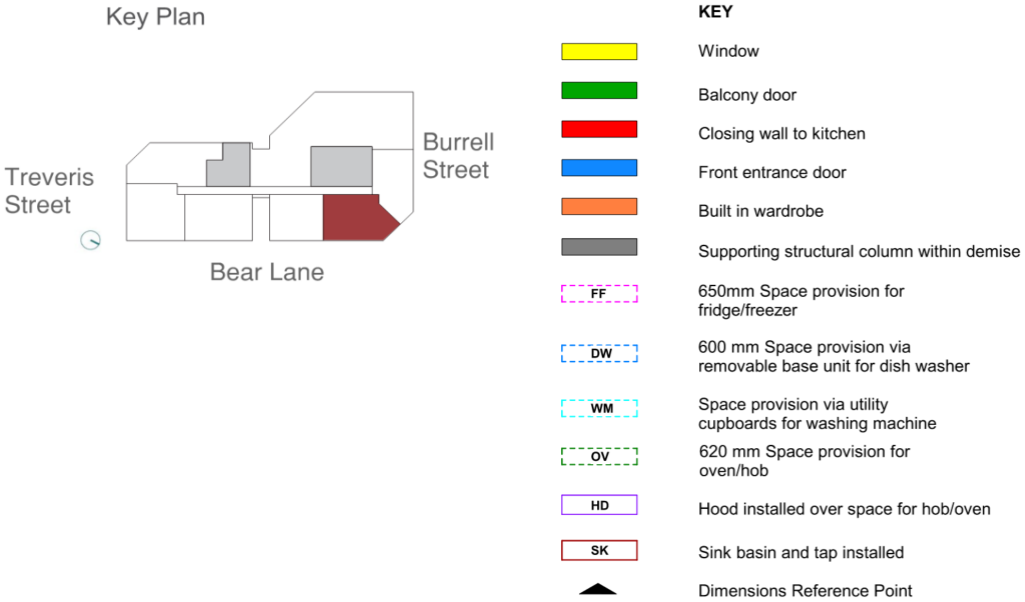 Key Plan
Treveris
Street
Burrell
Street
Bear Lane
KEY
Window
Balcony door
Closing wall to kitchen
Front entrance door
Built in wardrobe
Supporting structural column within demise
FF
650mm Space provision for
fridge/freezer
DW
600 mm Space provision via
removable base unit for dish washer
WM
Space provision via utility
cupboards for washing machine
OV
620 mm Space provision for
oven/hob
HD
Hood installed over space for hob/oven
SK
Sink basin and tap installed
Dimensions Reference Point